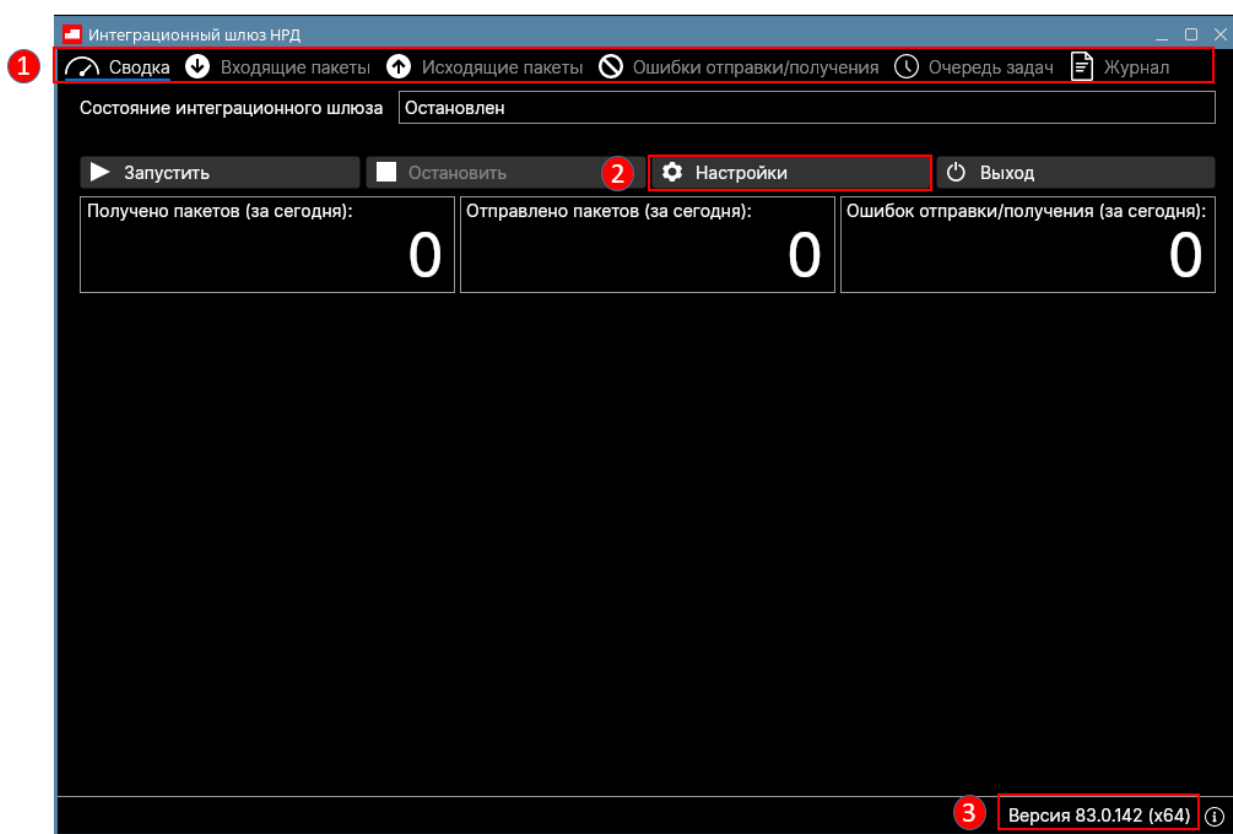 Интеграционный шлюз НРД
1 Сводка Входящие пакеты Исходящие пакеты Ошибки отправки/получения Очередь задач Журнал
Состояние интеграционного шлюза Остановлен
Запустить Остановить 2 Настройки Выход
Получено пакетов (за сегодня): Отправлено пакетов (за сегодня): Ошибок отправки/получения (за сегодня):
0 0 0
3 Версия 83.0.142 (x64)